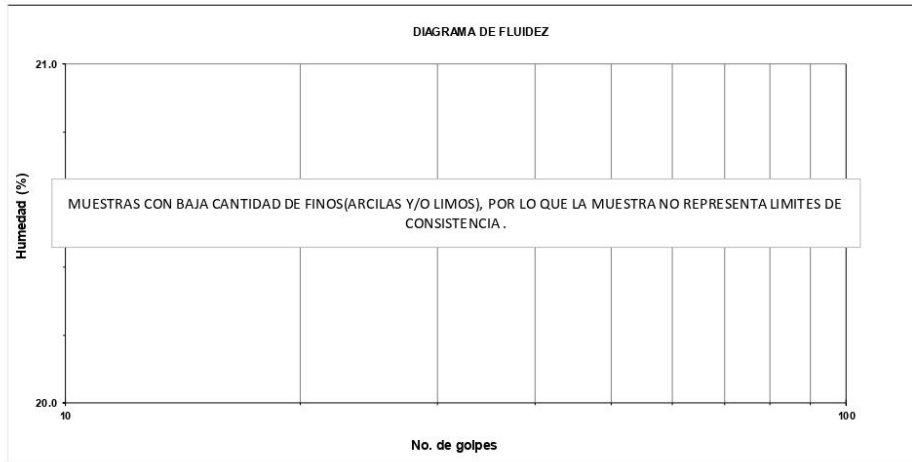 DIAGRAMA DE FLUIDEZ
21.0
Humedad (%)
MUESTRAS CON BAJA CANTIDAD DE FINOS(ARCILAS Y/O LIMOS), POR LO QUE LA MUESTRA NO REPRESENTA LIMITES DE
CONSISTENCIA .
20.0
10
100
No. de golpes